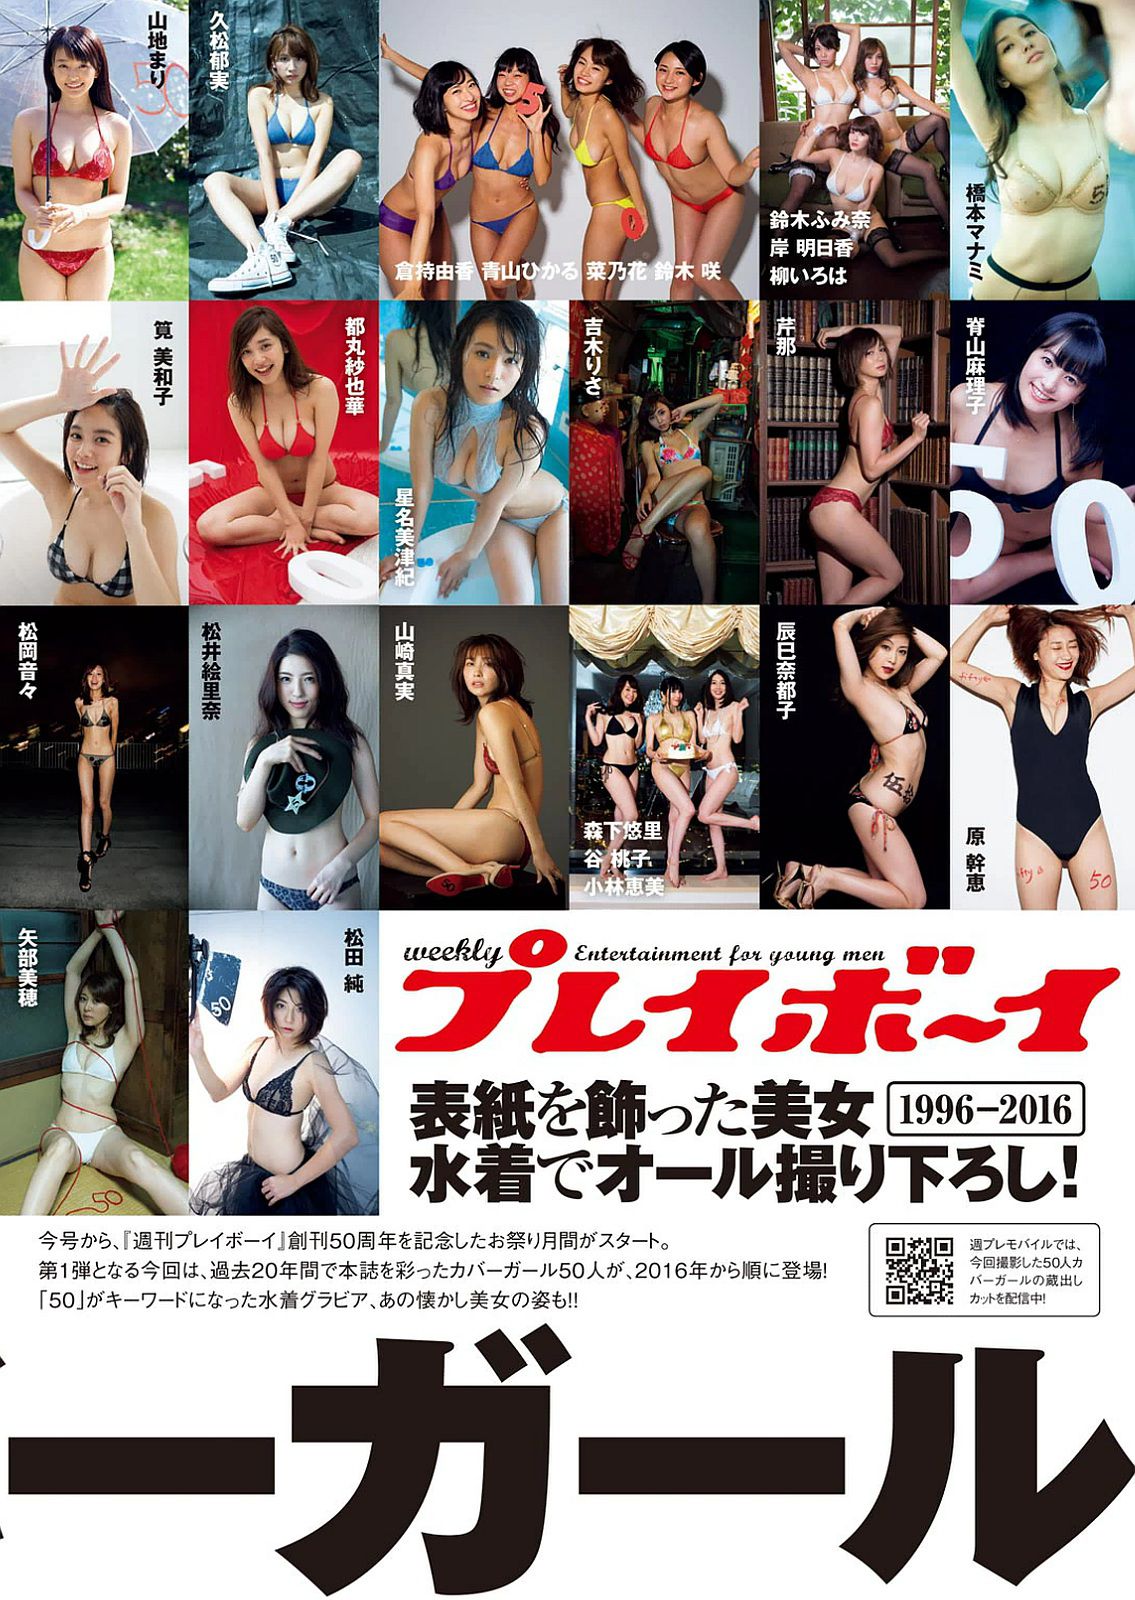 山地まり
50
久松郁実
50
5
倉持由香 青山ひかる 菜乃花 鈴木 咲
鈴木ふみ奈
岸 明日香
柳いろは
橋本マナミ
筧 美和子
都丸紗也華
星名美津紀
吉木りさ
芹那
脊山麻理子
50
松岡音々
松井絵里奈
山崎真実
50
森下悠里
谷 桃子
小林恵美
辰巳奈都子
fifty
原 幹恵
50
矢部美穂
50
松田 純
50
weekly
Entertainment for young men
プレイボーイ
表紙を飾った美女 1996–2016
水着でオール撮り下ろし!
今号から、『週刊プレイボーイ』創刊50周年を記念したお祭り月間がスタート。
第1弾となる今回は、過去20年間で本誌を彩ったカバーガール50人が、2016年から順に登場!
「50」がキーワードになった水着グラビア、あの懐かし美女の姿も!!
週プレモバイルでは、
今回撮影した50人カ
バーガールの蔵出し
カットを配信中!
ーガール